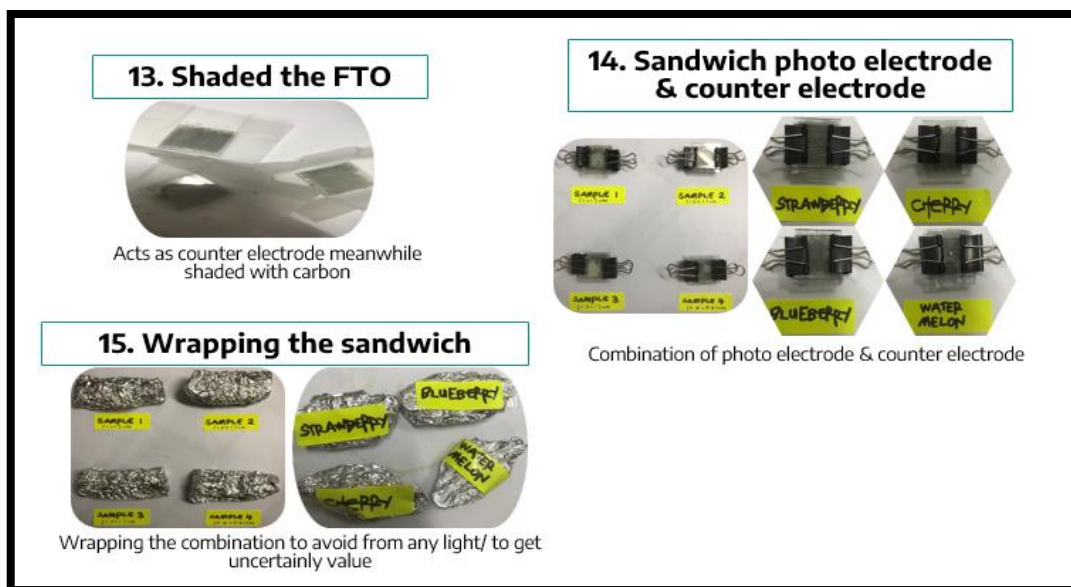 13. Shaded the FTO
Acts as counter electrode meanwhile
shaded with carbon
14. Sandwich photo electrode
& counter electrode
SAMPLE 1
SAMPLE 2
SAMPLE 3
SAMPLE 4
STRAWBERRY
CHERRY
BLUEBERRY
WATER
MELON
Combination of photo electrode & counter electrode
15. Wrapping the sandwich
SAMPLE 1
SAMPLE 2
SAMPLE 3
SAMPLE 4
STRAWBERRY
BLUEBERRY
CHERRY
WATER
MELON
Wrapping the combination to avoid from any light/ to get
uncertainly value